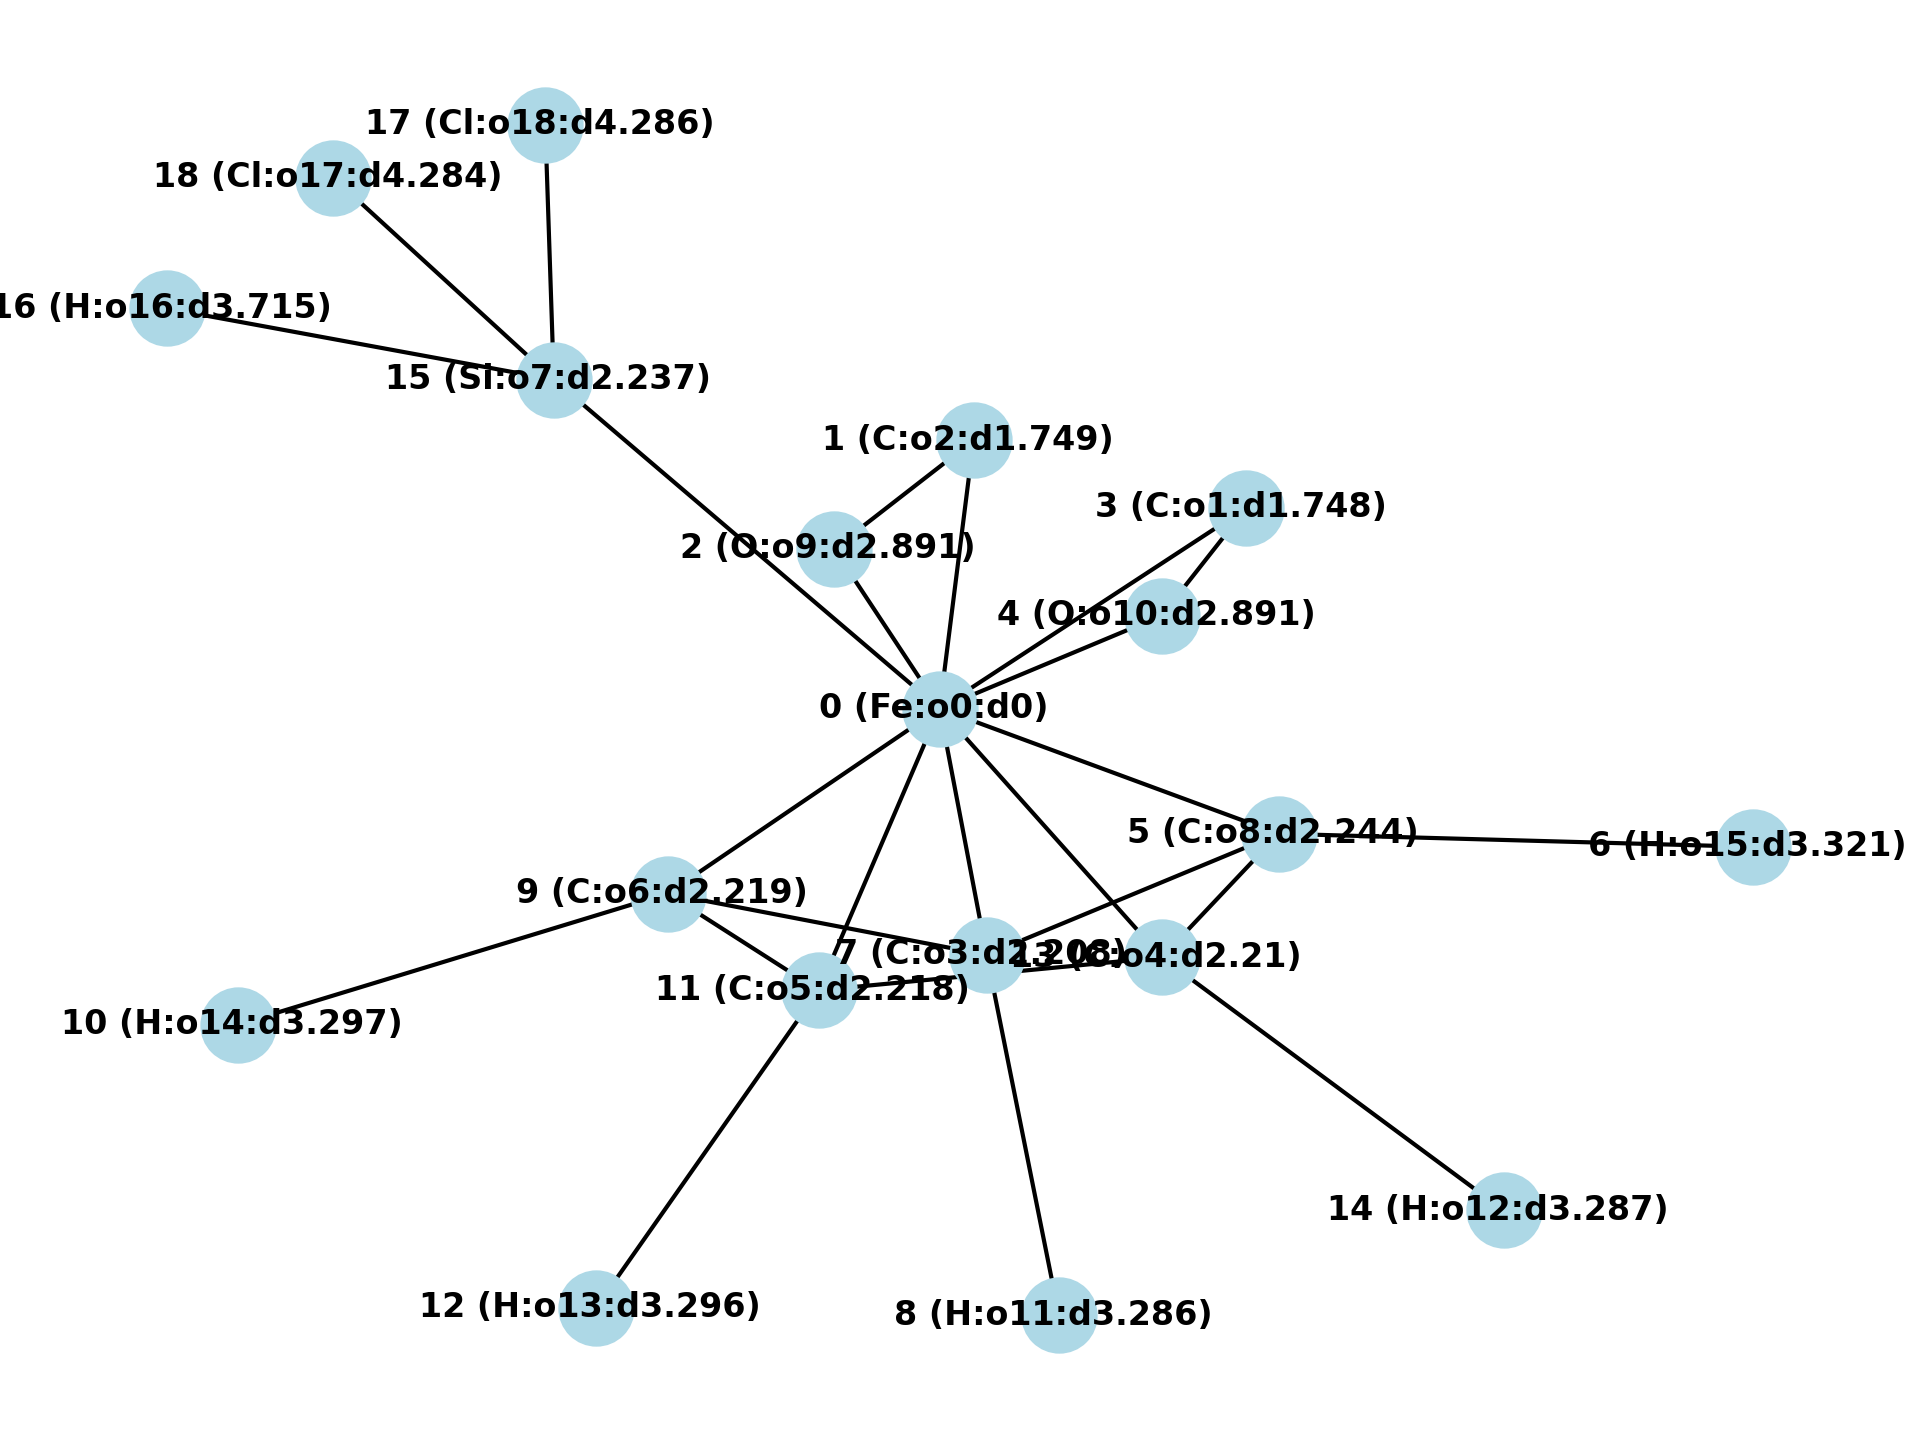 17 (Cl:o18:d4.286)
18 (Cl:o17:d4.284)
16 (H:o16:d3.715)
15 (Si:o7:d2.237)
1 (C:o2:d1.749)
3 (C:o1:d1.748)
2 (O:o9:d2.891)
4 (O:o10:d2.891)
0 (Fe:o0:d0)
5 (C:o8:d2.244)
6 (H:o15:d3.321)
9 (C:o6:d2.219)
7 (C:o3:d2.208)
13 (C:o4:d2.21)
11 (C:o5:d2.218)
10 (H:o14:d3.297)
14 (H:o12:d3.287)
12 (H:o13:d3.296)
8 (H:o11:d3.286)